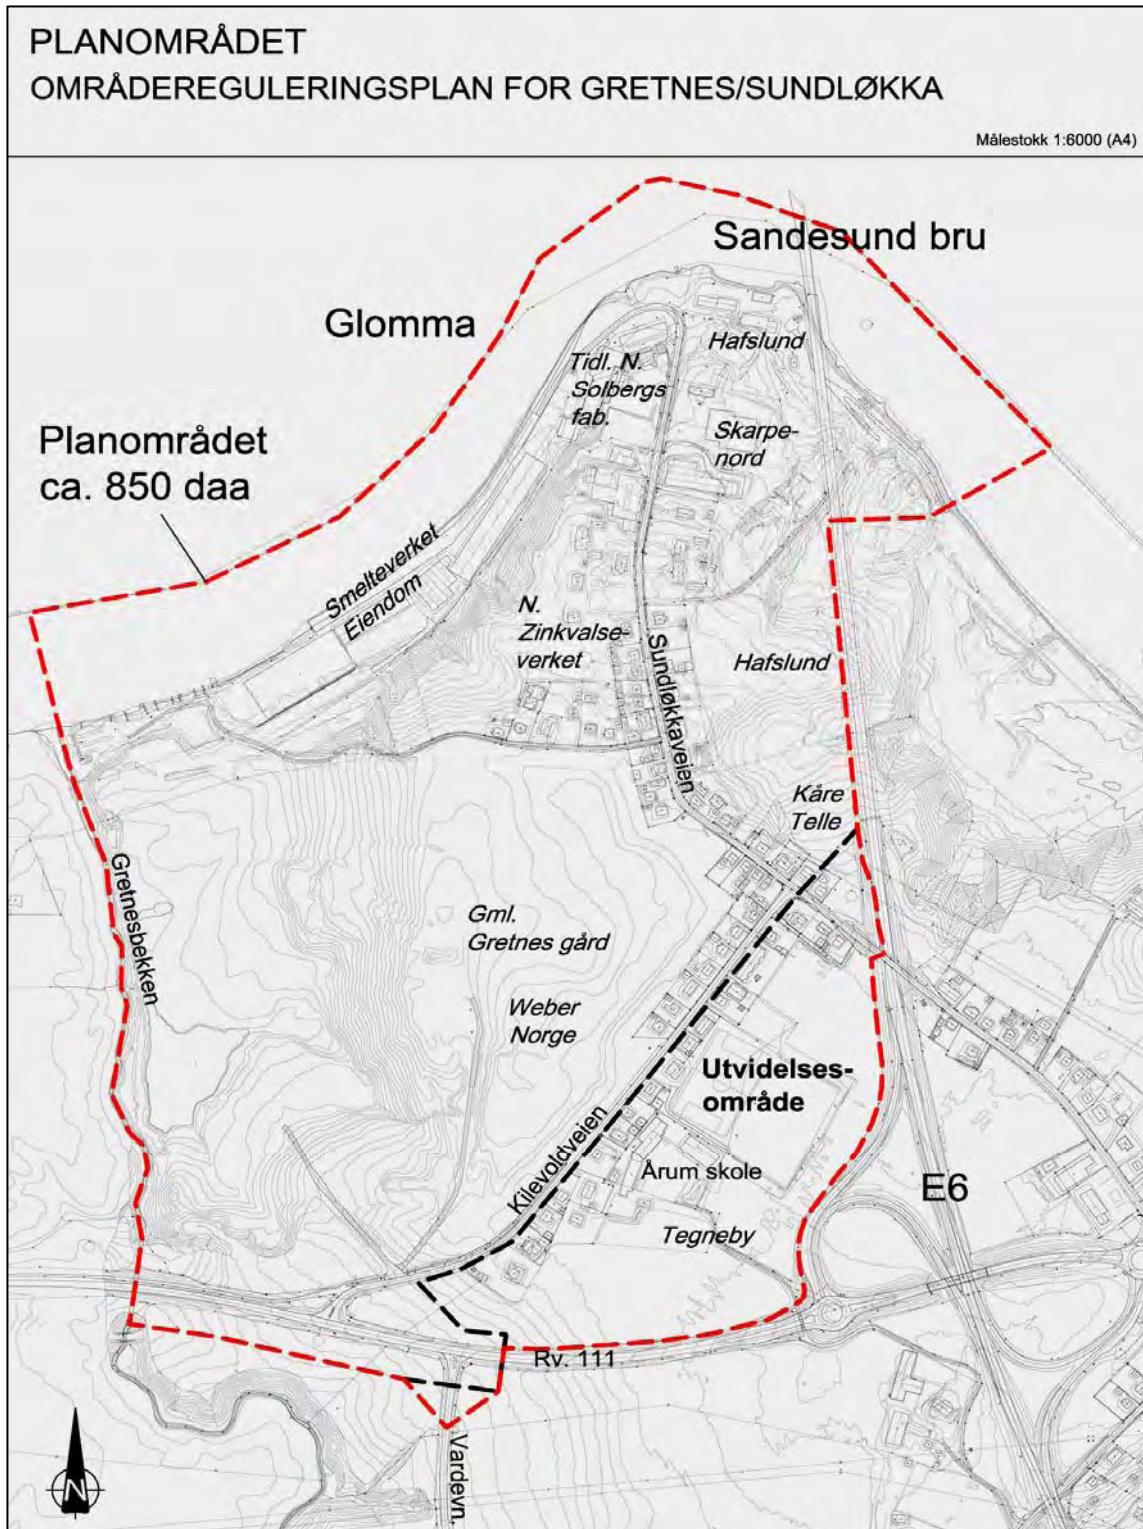 PLANOMRÅDET
OMRÅDEREGULERINGSPLAN FOR GRETNES/SUNDLØKKA
Målestokk 1:6000 (A4)
Sandesund bru
Glomma
Hafslund
Tidl. N.
Solbergs
fab.
Skarpe-
nord
Planområdet
ca. 850 daa
Smelteverket
Eiendom
N.
Zinkvalse-
verket
Sundløkkaveien
Hafslund
Kåre
Telle
Gretnesbekken
Gml.
Gretnes gård
Weber
Norge
Utvidelses-
område
Kilevoldveien
Årum skole
E6
Tegneby
Rv. 111
Vardevn.
N